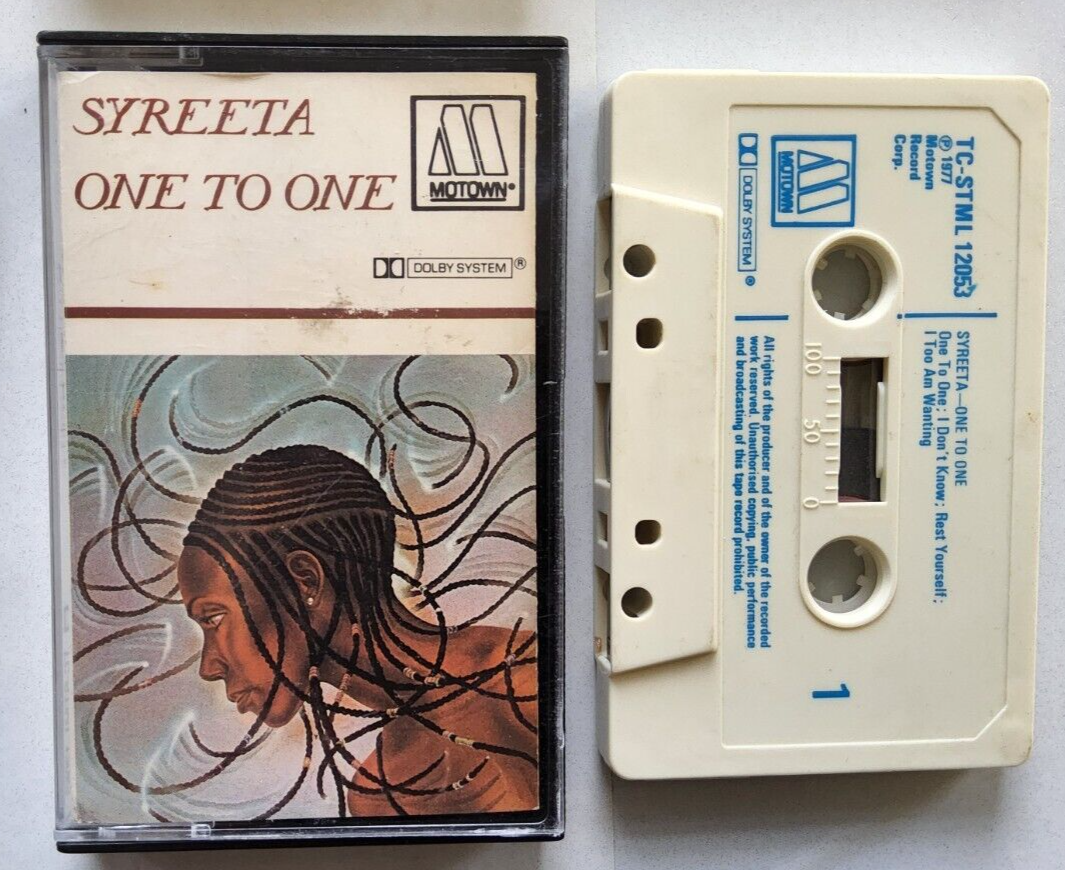 SYREETA
ONE TO ONE
MOTOWN®
DOLBY SYSTEM ®
TC-STML 12053
℗ 1977
Motown
Record
Corp.
MOTOWN
DOLBY SYSTEM ®
SYREETA—ONE TO ONE
One To One; I Don't Know; Rest Yourself;
I Too Am Wanting
100 50 0
All rights of the producer and of the owner of the recorded
work reserved. Unauthorised copying, public performance
and broadcasting of this tape record prohibited.
1